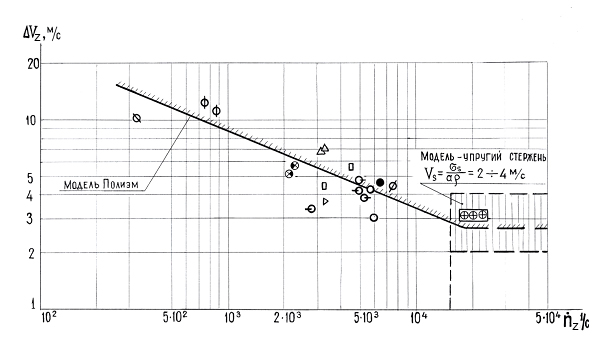 ΔV_Z, м/с
20
10
5
4
3
2
1
Модель Полизм
Модель - упругий стержень
V_S = σ_S/αρ = 2 ÷ 4 м/с
10² 5·10² 10³ 2·10³ 5·10³ 10⁴ 5·10⁴ ṅ_Z 1/с